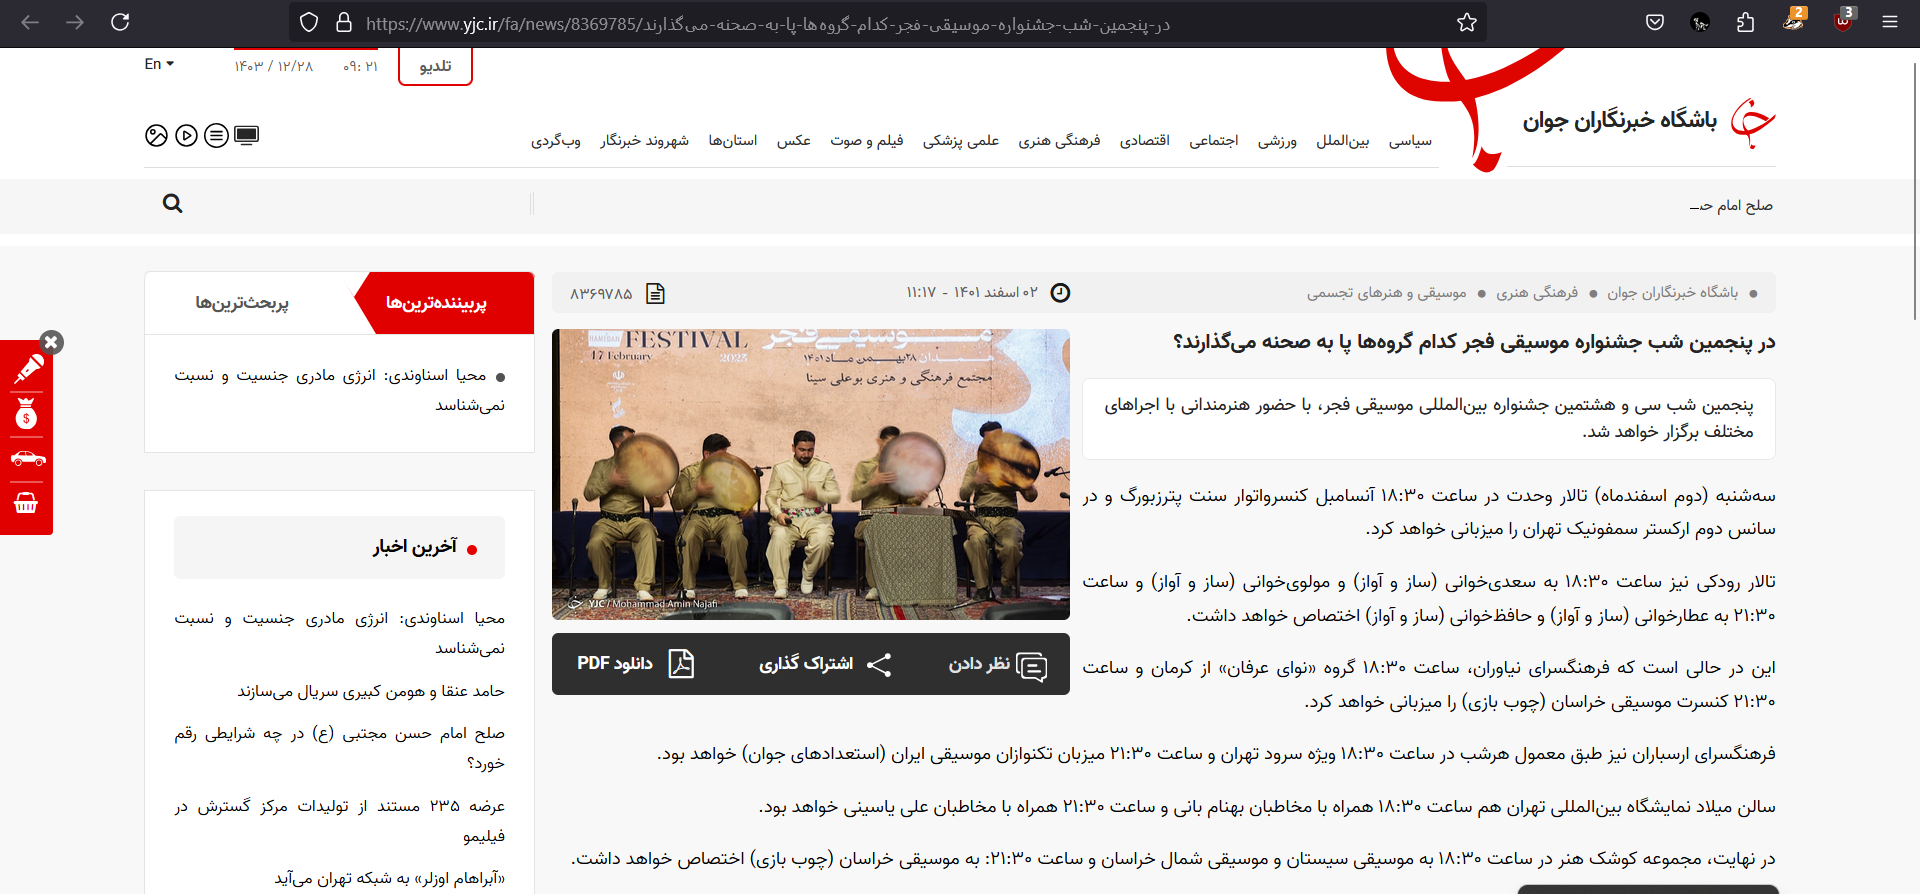 https://www.yjc.ir/fa/news/8369785/در-پنجمین-شب-جشنواره-موسیقی-فجر-کدام-گروه‌ها-پا-به-صحنه-می‌گذارند
2
3
En
۱۴۰۳ / ۱۲/۲۸
۰۹: ۲۱
تلدیو
باشگاه خبرنگاران جوان
سیاسی بین‌الملل ورزشی اجتماعی اقتصادی فرهنگی هنری علمی پزشکی فیلم و صوت عکس استان‌ها شهروند خبرنگار وب‌گردی
صلح امام حـ
باشگاه خبرنگاران جوان ● فرهنگی هنری ● موسیقی و هنرهای تجسمی
۰۲ اسفند ۱۴۰۱ - ۱۱:۱۷
۸۳۶۹۷۸۵
در پنجمین شب جشنواره موسیقی فجر کدام گروه‌ها پا به صحنه می‌گذارند؟
پنجمین شب سی و هشتمین جشنواره بین‌المللی موسیقی فجر، با حضور هنرمندانی با اجراهای
مختلف برگزار خواهد شد.
سه‌شنبه (دوم اسفندماه) تالار وحدت در ساعت ۱۸:۳۰ آنسامبل کنسرواتوار سنت پترزبورگ و در
سانس دوم ارکستر سمفونیک تهران را میزبانی خواهد کرد.
تالار رودکی نیز ساعت ۱۸:۳۰ به سعدی‌خوانی (ساز و آواز) و مولوی‌خوانی (ساز و آواز) و ساعت
۲۱:۳۰ به عطارخوانی (ساز و آواز) و حافظ‌خوانی (ساز و آواز) اختصاص خواهد داشت.
این در حالی است که فرهنگسرای نیاوران، ساعت ۱۸:۳۰ گروه «نوای عرفان» از کرمان و ساعت
۲۱:۳۰ کنسرت موسیقی خراسان (چوب بازی) را میزبانی خواهد کرد.
فرهنگسرای ارسباران نیز طبق معمول هرشب در ساعت ۱۸:۳۰ ویژه سرود تهران و ساعت ۲۱:۳۰ میزبان تکنوازان موسیقی ایران (استعدادهای جوان) خواهد بود.
سالن میلاد نمایشگاه بین‌المللی تهران هم ساعت ۱۸:۳۰ همراه با مخاطبان بهنام بانی و ساعت ۲۱:۳۰ همراه با مخاطبان علی یاسینی خواهد بود.
در نهایت، مجموعه کوشک هنر در ساعت ۱۸:۳۰ به موسیقی سیستان و موسیقی شمال خراسان و ساعت ۲۱:۳۰: به موسیقی خراسان (چوب بازی) اختصاص خواهد داشت.
موسیقی فجر
HAMEDAN FESTIVAL
17 February 2023
۲۸ بهمن ماه ۱۴۰۱
همدان
مجتمع فرهنگی و هنری بوعلی سینا
YJC / Mohammad Amin Najafi
نظر دادن
اشتراک گذاری
دانلود PDF
پربیننده‌ترین‌ها
پربحث‌ترین‌ها
محیا اسناوندی: انرژی مادری جنسیت و نسبت
نمی‌شناسد
آخرین اخبار
محیا اسناوندی: انرژی مادری جنسیت و نسبت
نمی‌شناسد
حامد عنقا و هومن کبیری سریال می‌سازند
صلح امام حسن مجتبی (ع) در چه شرایطی رقم
خورد؟
عرضه ۲۳۵ مستند از تولیدات مرکز گسترش در
فیلیمو
«آبراهام اوزلر» به شبکه تهران می‌آید